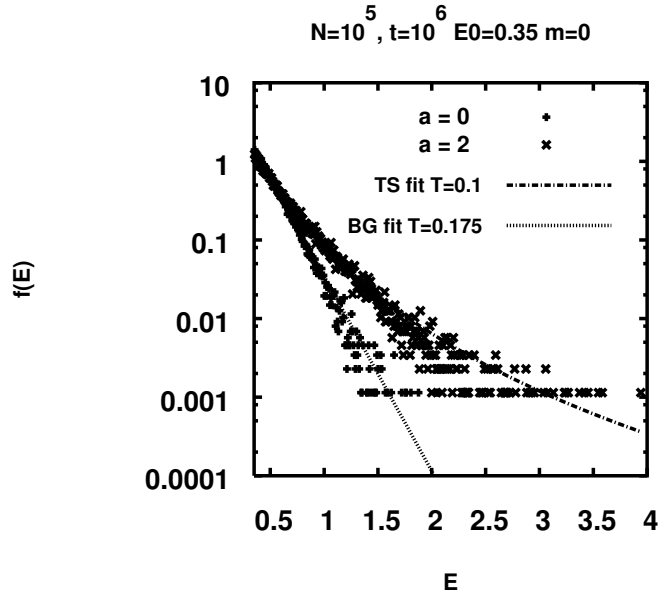 N=10^5, t=10^6 E0=0.35 m=0
10
1
0.1
0.01
0.001
0.0001
f(E)
a = 0
a = 2
TS fit T=0.1
BG fit T=0.175
0.5 1 1.5 2 2.5 3 3.5 4
E